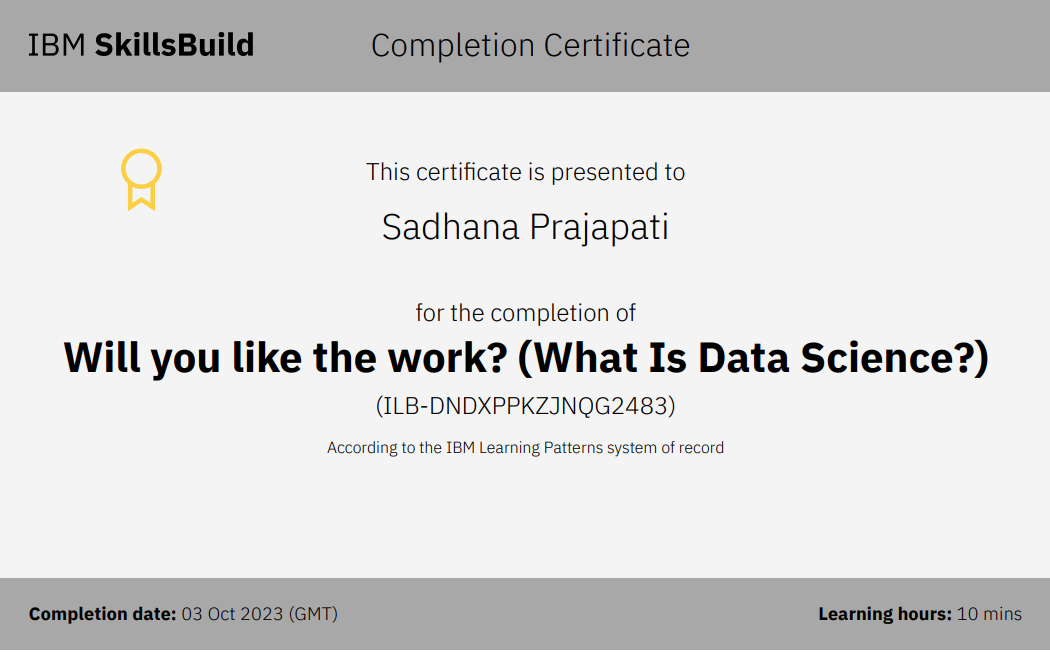 IBM SkillsBuild
Completion Certificate
This certificate is presented to
Sadhana Prajapati
for the completion of
Will you like the work? (What Is Data Science?)
(ILB-DNDXPPKZJNQG2483)
According to the IBM Learning Patterns system of record
Completion date: 03 Oct 2023 (GMT)
Learning hours: 10 mins